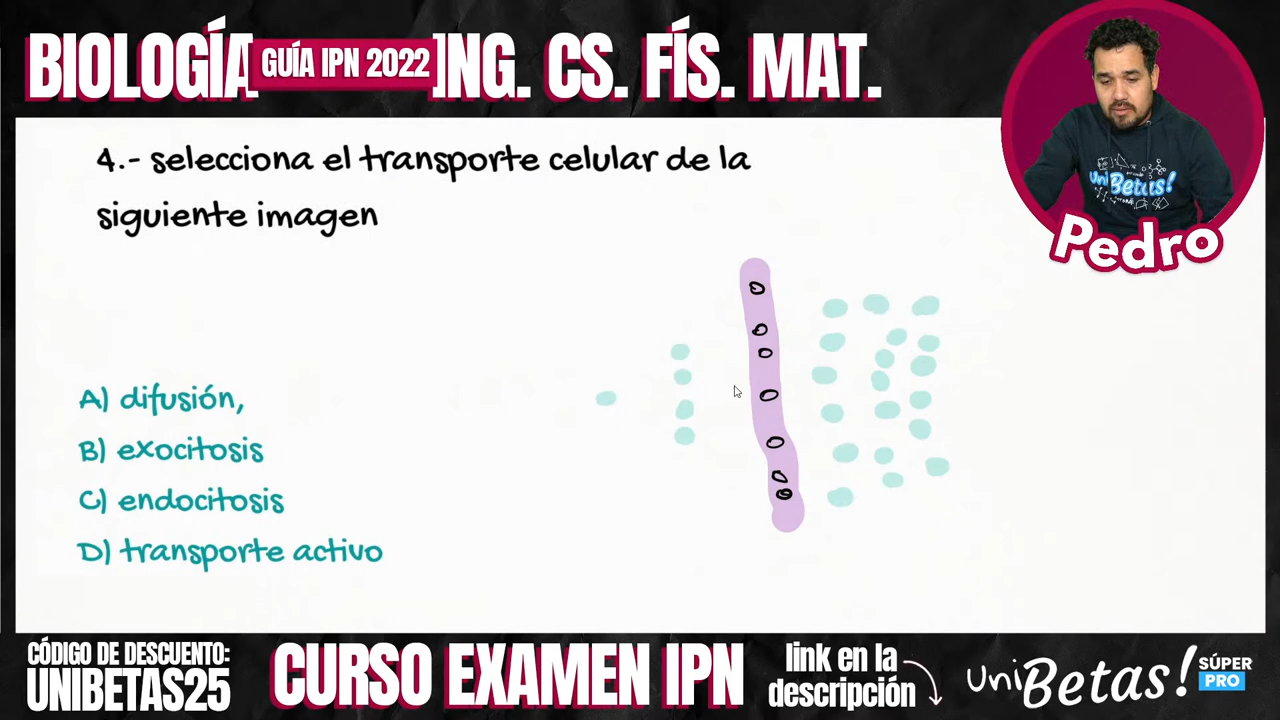 BIOLOGÍA[GUÍA IPN 2022]ING. CS. FÍS. MAT.
4.- selecciona el transporte celular de la
siguiente imagen
A) difusión,
B) exocitosis
C) endocitosis
D) transporte activo
uniBetas!
Pedro
CÓDIGO DE DESCUENTO:
UNIBETAS25
CURSO EXAMEN IPN
link en la
descripción
uniBetas!
SÚPER
PRO